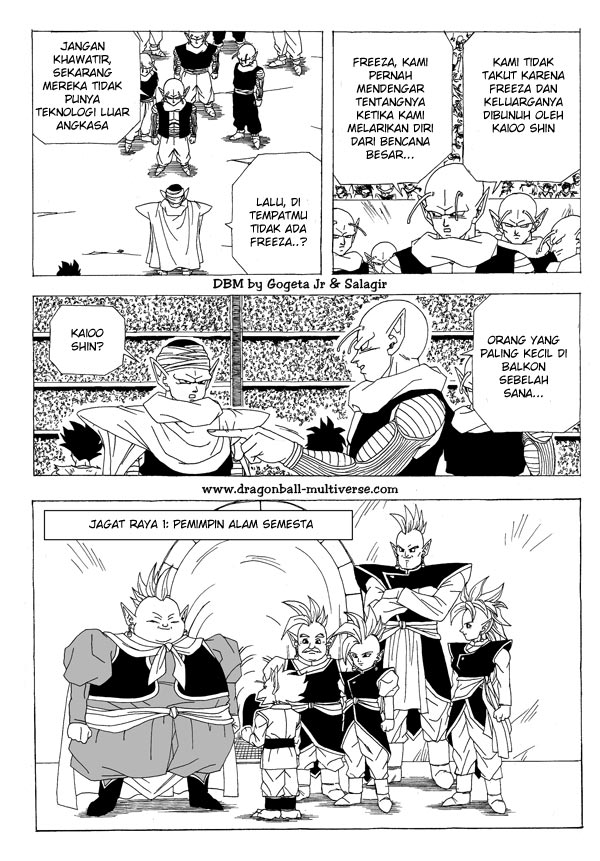 JANGAN
KHAWATIR,
SEKARANG
MEREKA TIDAK
PUNYA
TEKNOLOGI LUAR
ANGKASA
LALU, DI
TEMPATMU
TIDAK ADA
FREEZA..?
FREEZA, KAMI
PERNAH
MENDENGAR
TENTANGNYA
KETIKA KAMI
MELARIKAN DIRI
DARI BENCANA
BESAR...
KAMI TIDAK
TAKUT KARENA
FREEZA DAN
KELUARGANYA
DIBUNUH OLEH
KAIOO SHIN
DBM by Gogeta Jr & Salagir
KAIOO
SHIN?
ORANG YANG
PALING KECIL DI
BALKON
SEBELAH
SANA...
www.dragonball-multiverse.com
JAGAT RAYA 1: PEMIMPIN ALAM SEMESTA